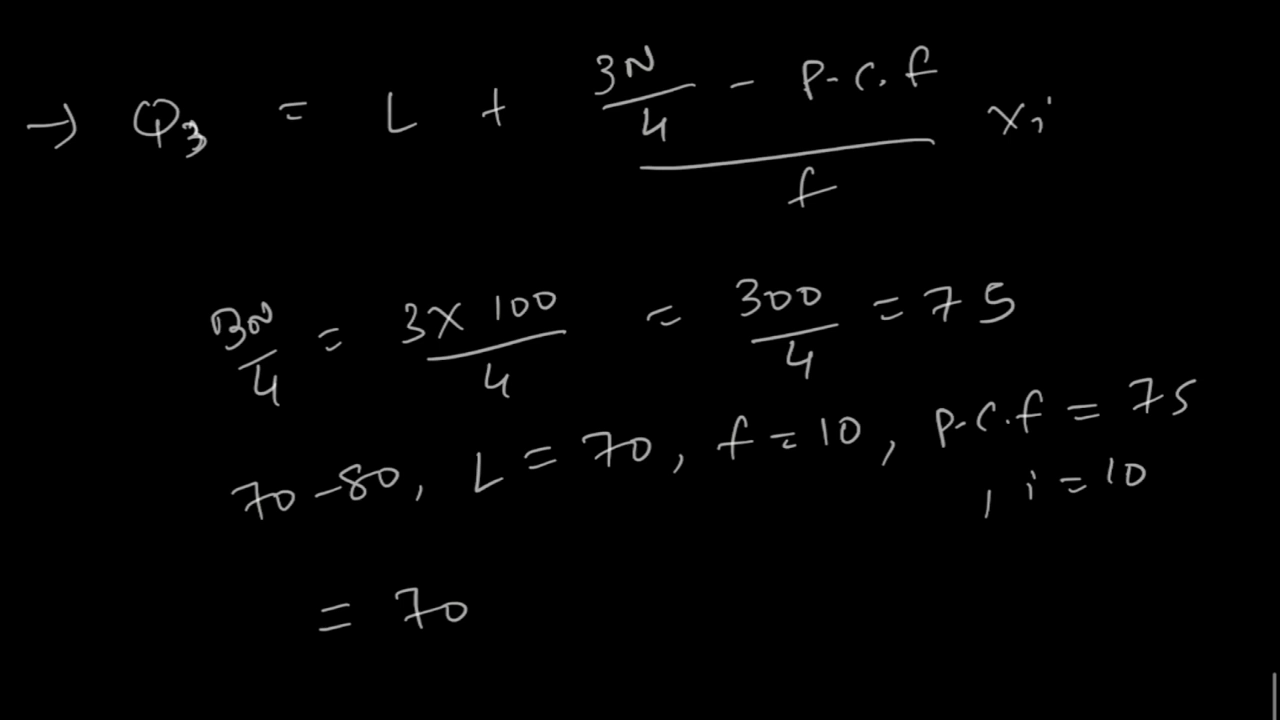 → Q₃ = L + (3N/4 - P.C.f)/f × i
3N/4 = 3 × 100/4 = 300/4 = 75
70-80, L = 70, f = 10, P.C.f = 75
, i = 10
= 70